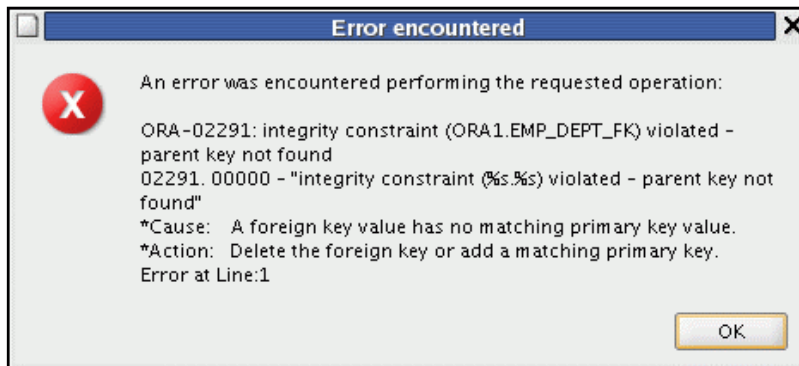 Error encountered
An error was encountered performing the requested operation:
ORA-02291: integrity constraint (ORA1.EMP_DEPT_FK) violated -
parent key not found
02291. 00000 - "integrity constraint (%s.%s) violated - parent key not
found"
*Cause: A foreign key value has no matching primary key value.
*Action: Delete the foreign key or add a matching primary key.
Error at Line:1
OK